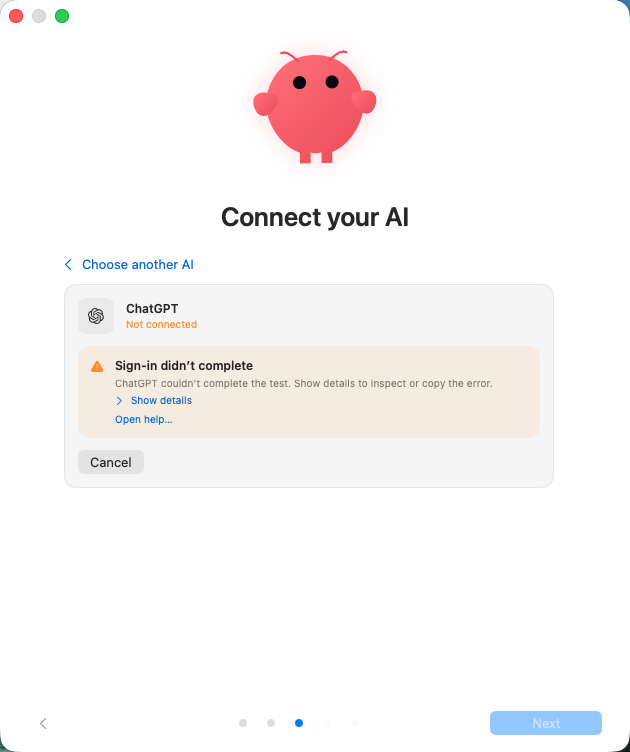 Connect your AI
Choose another AI
ChatGPT
Not connected
Sign-in didn’t complete
ChatGPT couldn’t complete the test. Show details to inspect or copy the error.
Show details
Open help...
Cancel
Next